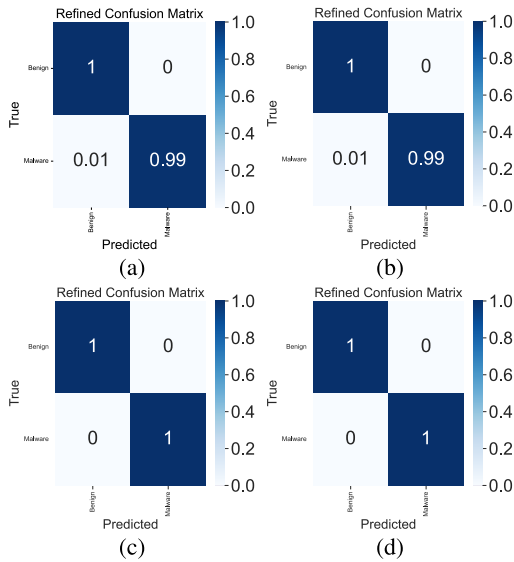 Refined Confusion Matrix
Refined Confusion Matrix
1.0
1.0
Benign
1
0
0.8
Benign
1
0
0.8
0.6
0.6
True
True
0.4
0.4
Malware
0.01
0.99
0.2
Malware
0.01
0.99
0.2
0.0
0.0
Benign
Malware
Benign
Malware
Predicted
Predicted
(a)
(b)
Refined Confusion Matrix
Refined Confusion Matrix
1.0
1.0
Benign
1
0
0.8
Benign
1
0
0.8
0.6
0.6
True
True
0.4
0.4
Malware
0
1
0.2
Malware
0
1
0.2
0.0
0.0
Benign
Malware
Benign
Malware
Predicted
Predicted
(c)
(d)